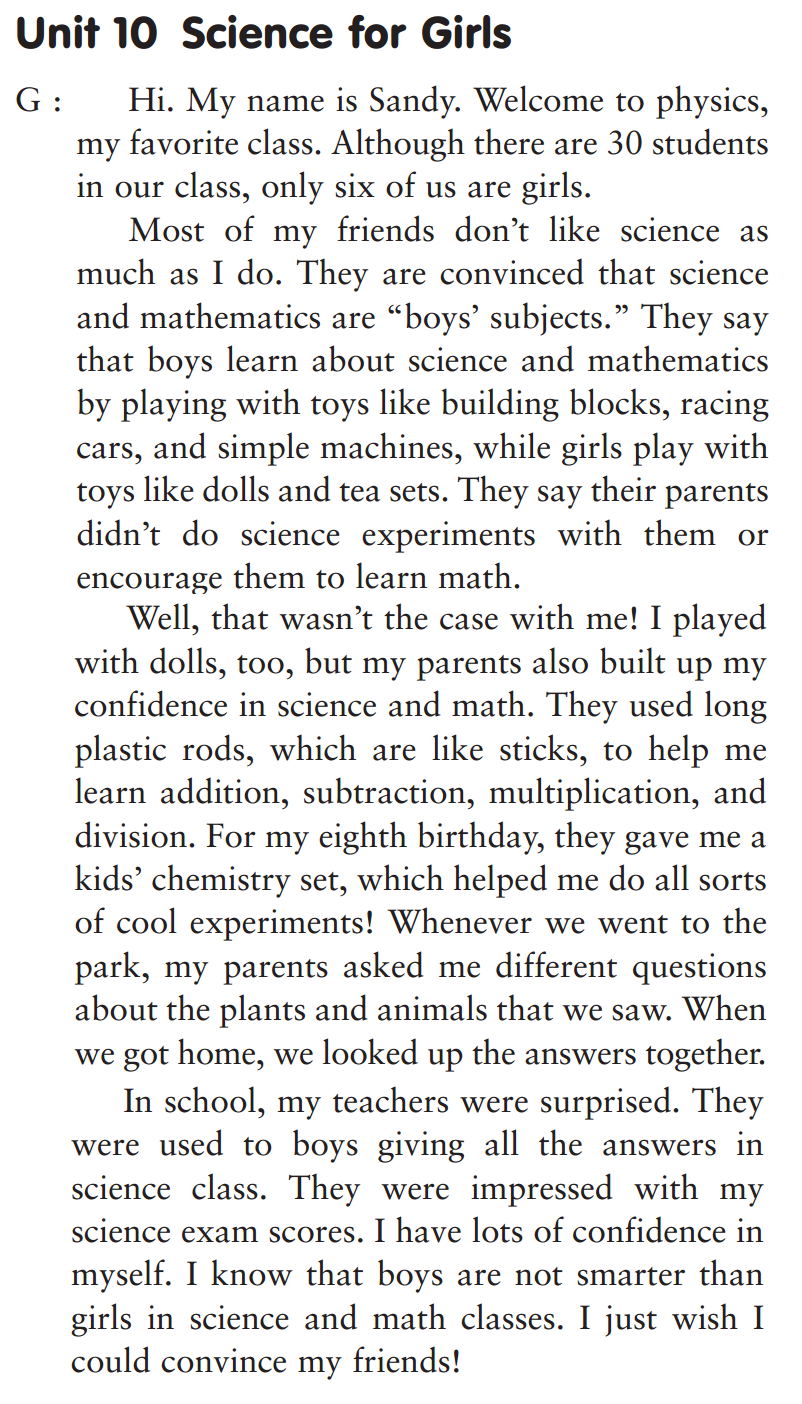 Unit 10 Science for Girls
G : Hi. My name is Sandy. Welcome to physics,
my favorite class. Although there are 30 students
in our class, only six of us are girls.
Most of my friends don’t like science as
much as I do. They are convinced that science
and mathematics are “boys’ subjects.” They say
that boys learn about science and mathematics
by playing with toys like building blocks, racing
cars, and simple machines, while girls play with
toys like dolls and tea sets. They say their parents
didn’t do science experiments with them or
encourage them to learn math.
Well, that wasn’t the case with me! I played
with dolls, too, but my parents also built up my
confidence in science and math. They used long
plastic rods, which are like sticks, to help me
learn addition, subtraction, multiplication, and
division. For my eighth birthday, they gave me a
kids’ chemistry set, which helped me do all sorts
of cool experiments! Whenever we went to the
park, my parents asked me different questions
about the plants and animals that we saw. When
we got home, we looked up the answers together.
In school, my teachers were surprised. They
were used to boys giving all the answers in
science class. They were impressed with my
science exam scores. I have lots of confidence in
myself. I know that boys are not smarter than
girls in science and math classes. I just wish I
could convince my friends!